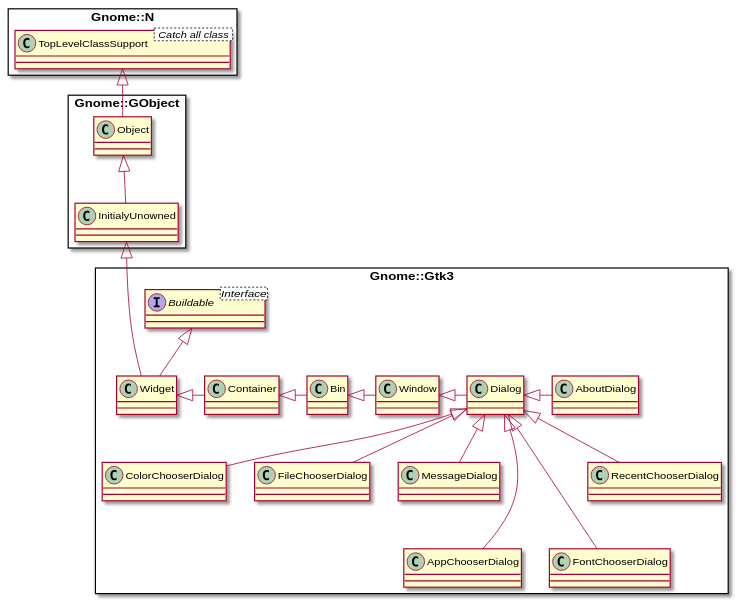 Gnome::N
Catch all class
C TopLevelClassSupport
Gnome::GObject
C Object
C InitialyUnowned
Gnome::Gtk3
Interface
I Buildable
C Widget
C Container
C Bin
C Window
C Dialog
C AboutDialog
C ColorChooserDialog
C FileChooserDialog
C MessageDialog
C RecentChooserDialog
C AppChooserDialog
C FontChooserDialog